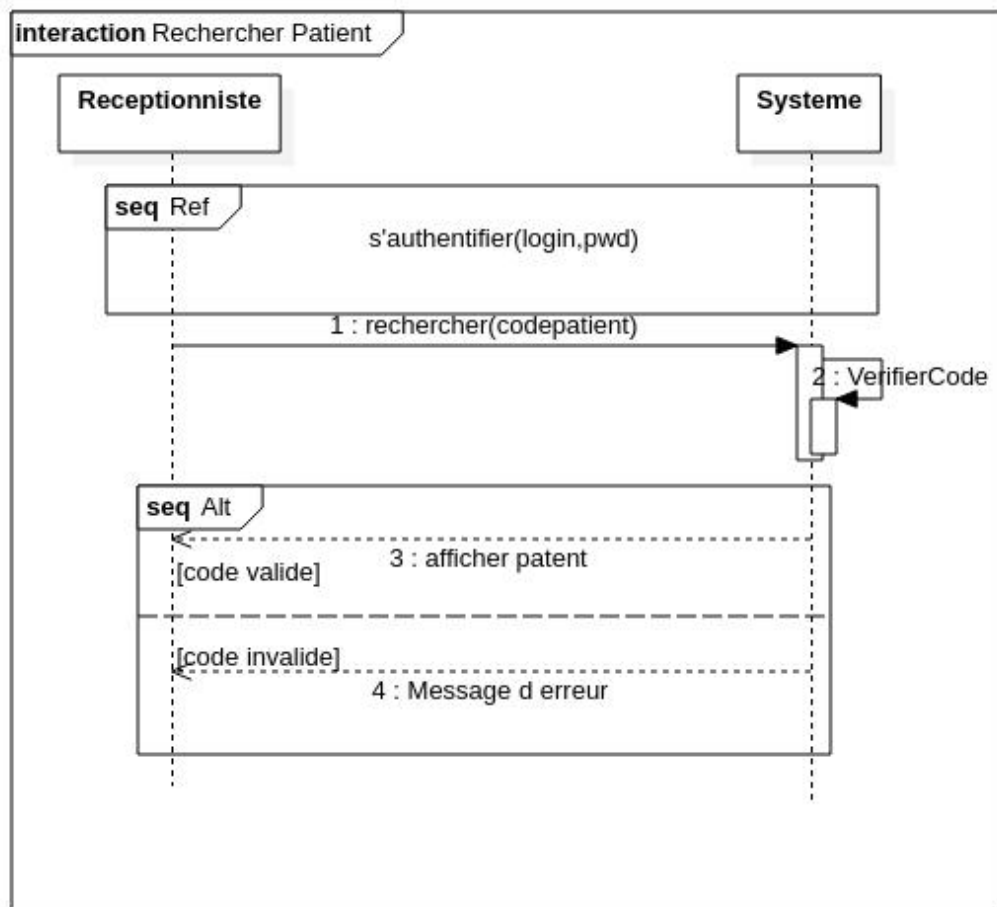 interaction Rechercher Patient
Receptionniste
Systeme
seq Ref
s'authentifier(login,pwd)
1 : rechercher(codepatient)
2 : VerifierCode
seq Alt
3 : afficher patent
[code valide]
[code invalide]
4 : Message d erreur